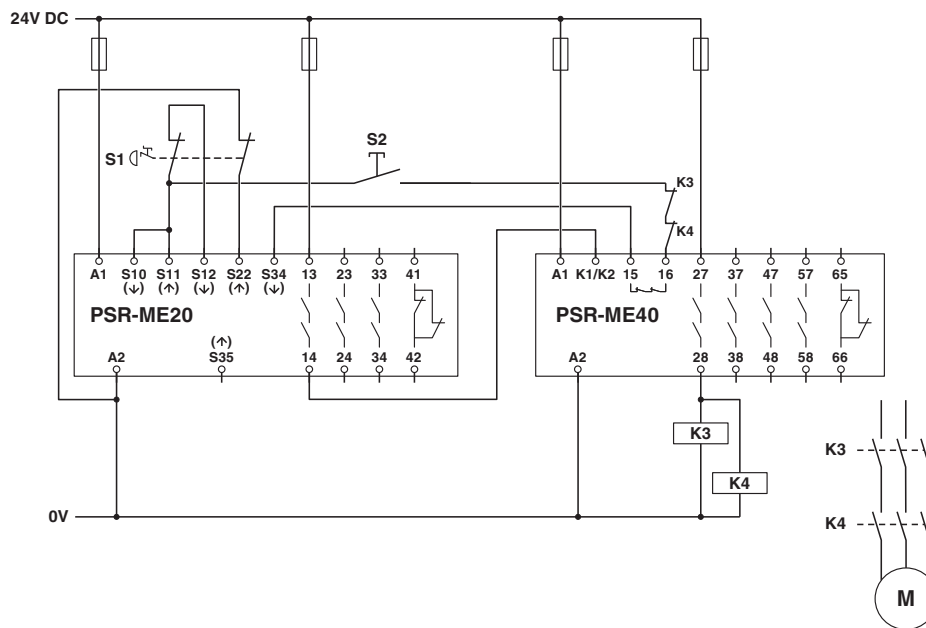 24V DC
S2
S1
K3
K4
A1 S10 S11 S12 S22 S34 13 23 33 41
(↓) (↑) (↓) (↑) (↓)
A1 K1/K2 15 16 27 37 47 57 65
PSR-ME20
PSR-ME40
(↑)
A2 S35 14 24 34 42
A2 28 38 48 58 66
K3
K4
0V
K3
K4
M